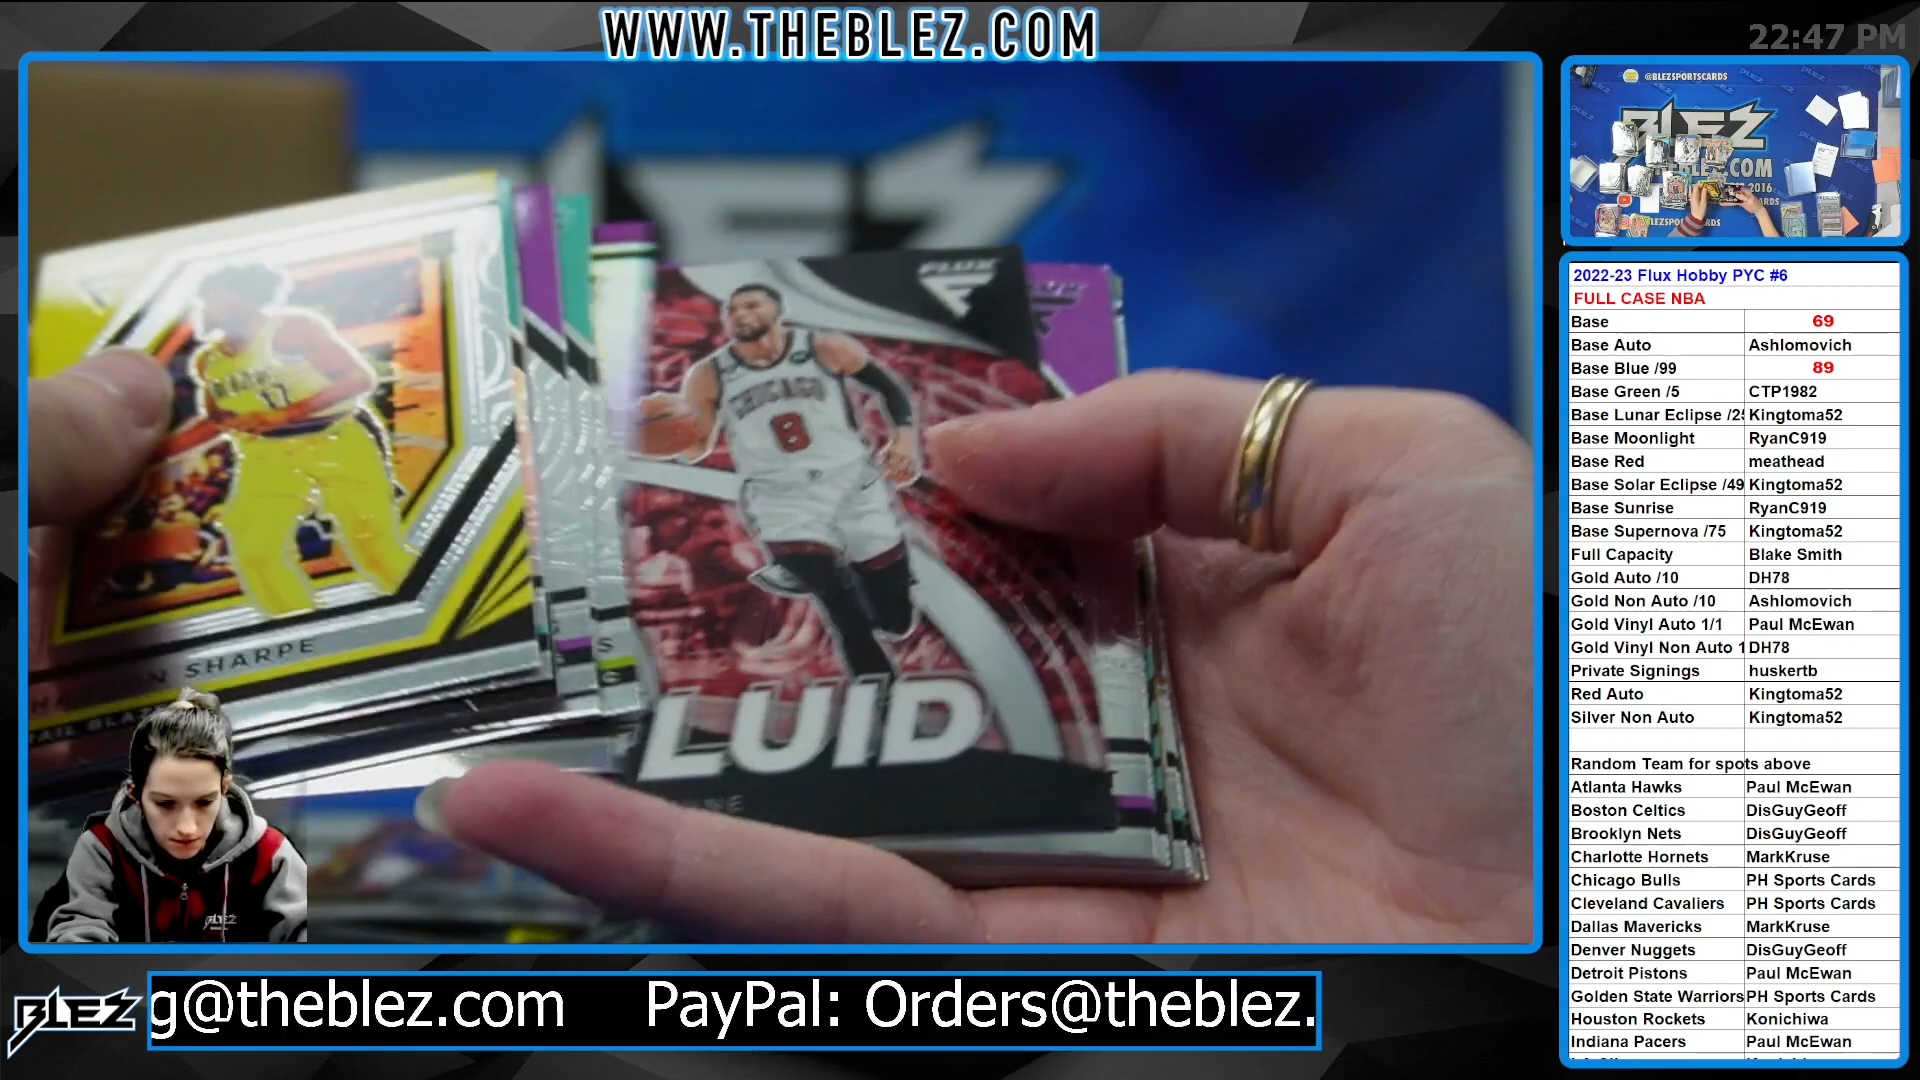 WWW.THEBLEZ.COM
22:47 PM
@BLEZSPORTSCARDS
BLEZ
2016
FLUX
CHICAGO
8
17
SHARPE
LUID
BLEZ
g@theblez.com PayPal: Orders@theblez.
2022-23 Flux Hobby PYC #6
FULL CASE NBA
Base 69
Base Auto Ashlomovich
Base Blue /99 89
Base Green /5 CTP1982
Base Lunar Eclipse /25 Kingtoma52
Base Moonlight RyanC919
Base Red meathead
Base Solar Eclipse /49 Kingtoma52
Base Sunrise RyanC919
Base Supernova /75 Kingtoma52
Full Capacity Blake Smith
Gold Auto /10 DH78
Gold Non Auto /10 Ashlomovich
Gold Vinyl Auto 1/1 Paul McEwan
Gold Vinyl Non Auto 1 DH78
Private Signings huskertb
Red Auto Kingtoma52
Silver Non Auto Kingtoma52
Random Team for spots above
Atlanta Hawks Paul McEwan
Boston Celtics DisGuyGeoff
Brooklyn Nets DisGuyGeoff
Charlotte Hornets MarkKruse
Chicago Bulls PH Sports Cards
Cleveland Cavaliers PH Sports Cards
Dallas Mavericks MarkKruse
Denver Nuggets DisGuyGeoff
Detroit Pistons Paul McEwan
Golden State Warriors PH Sports Cards
Houston Rockets Konichiwa
Indiana Pacers Paul McEwan